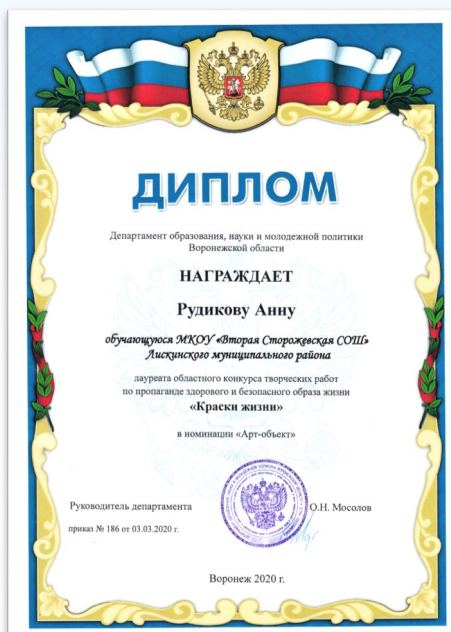 ДИПЛОМ
Департамент образования, науки и молодежной политики
Воронежской области
НАГРАЖДАЕТ
Рудикову Анну
обучающуюся МКОУ «Вторая Сторожевская СОШ»
Лискинского муниципального района
лауреата областного конкурса творческих работ
по пропаганде здорового и безопасного образа жизни
«Краски жизни»
в номинации «Арт-объект»
Руководитель департамента
О.Н. Мосолов
приказ № 186 от 03.03.2020 г.
Воронеж 2020 г.